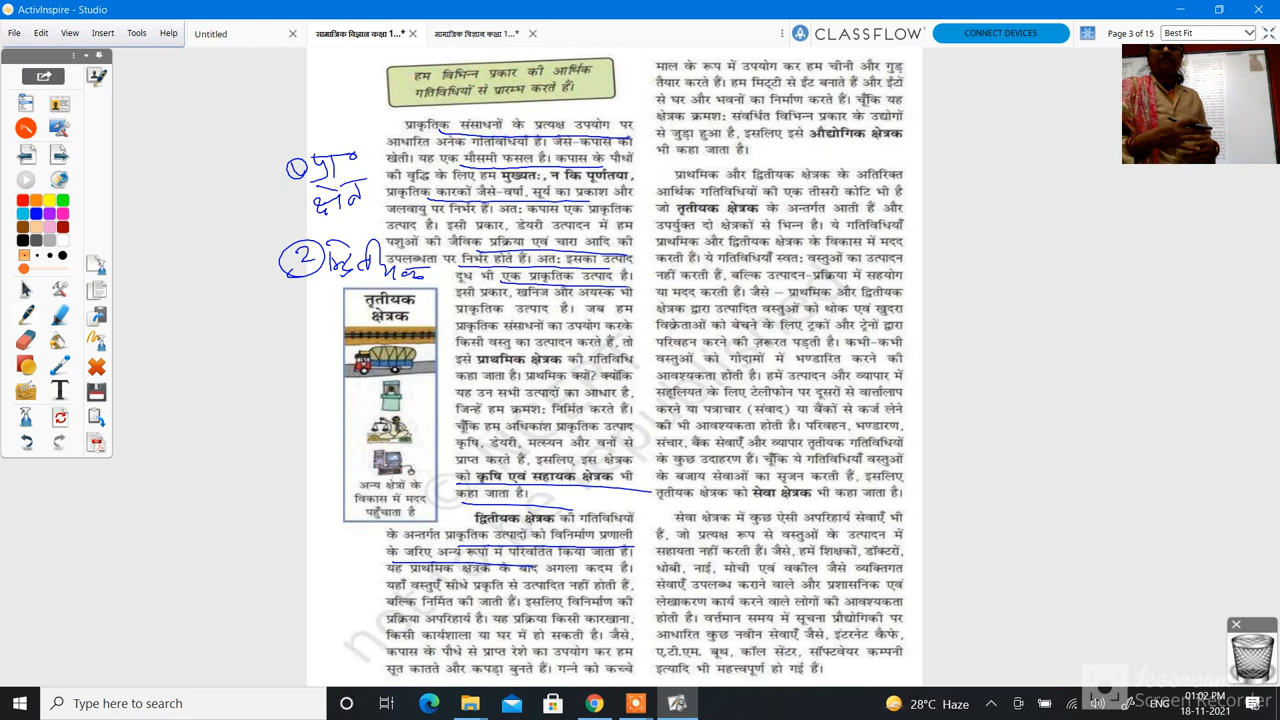 ActivInspire - Studio
File Edit View Insert Tools Help
Untitled
सामाजिक विज्ञान कक्षा 1...*
सामाजिक विज्ञान कक्षा 1...*
CLASSFLOW
CONNECT DEVICES
Page 3 of 15
Best Fit
हम विभिन्न प्रकार की आर्थिक
गतिविधियों से प्रारम्भ करते हैं।
प्राकृतिक संसाधनों के प्रत्यक्ष उपयोग पर
आधारित अनेक गतिविधियाँ हैं। जैसे-कपास की
खेती। यह एक मौसमी फसल है। कपास के पौधों
की वृद्धि के लिए हम मुख्यतः, न कि पूर्णतया,
प्राकृतिक कारकों जैसे-वर्षा, सूर्य का प्रकाश और
जलवायु पर निर्भर हैं। अतः कपास एक प्राकृतिक
उत्पाद है। इसी प्रकार, डेयरी उत्पादन में हम
पशुओं की जैविक प्रक्रिया एवं चारा आदि की
उपलब्धता पर निर्भर होते हैं। अतः इसका उत्पाद
दूध भी एक प्राकृतिक उत्पाद है।
इसी प्रकार, खनिज और अयस्क भी
प्राकृतिक उत्पाद है। जब हम
प्राकृतिक संसाधनों का उपयोग करके
किसी वस्तु का उत्पादन करते हैं, तो
इसे प्राथमिक क्षेत्रक की गतिविधि
कहा जाता है। प्राथमिक क्यों? क्योंकि
यह उन सभी उत्पादों का आधार है,
जिन्हें हम क्रमशः निर्मित करते हैं।
चूँकि हम अधिकांश प्राकृतिक उत्पाद
कृषि, डेयरी, मत्स्यन और वनों से
प्राप्त करते हैं, इसलिए इस क्षेत्रक
को कृषि एवं सहायक क्षेत्रक भी
कहा जाता है।
① प्रा०
क्षेत्र
② द्वितीयक
तृतीयक
क्षेत्रक
अन्य क्षेत्रों के
विकास में मदद
पहुँचाता है
द्वितीयक क्षेत्रक की गतिविधियों
के अन्तर्गत प्राकृतिक उत्पादों को विनिर्माण प्रणाली
के जरिए अन्य रूपों में परिवर्तित किया जाता है।
यह प्राथमिक क्षेत्रक के बाद अगला कदम है।
यहाँ वस्तुएँ सीधे प्रकृति से उत्पादित नहीं होती हैं,
बल्कि निर्मित की जाती हैं। इसलिए विनिर्माण की
प्रक्रिया अपरिहार्य है। यह प्रक्रिया किसी कारखाना,
किसी कार्यशाला या घर में हो सकती है। जैसे,
कपास के पौधे से प्राप्त रेशे का उपयोग कर हम
सूत कातते और कपड़ा बुनते हैं। गन्ने को कच्चे
माल के रूप में उपयोग कर हम चीनी और गुड़
तैयार करते हैं। हम मिट्टी से ईंट बनाते हैं और ईंटों
से घर और भवनों का निर्माण करते हैं। चूँकि यह
क्षेत्रक क्रमशः संवर्धित विभिन्न प्रकार के उद्योगों
से जुड़ा हुआ है, इसलिए इसे औद्योगिक क्षेत्रक
भी कहा जाता है।
प्राथमिक और द्वितीयक क्षेत्रक के अतिरिक्त
आर्थिक गतिविधियों की एक तीसरी कोटि भी है
जो तृतीयक क्षेत्रक के अन्तर्गत आती हैं और
उपर्युक्त दो क्षेत्रकों से भिन्न है। ये गतिविधियाँ
प्राथमिक और द्वितीयक क्षेत्रक के विकास में मदद
करती हैं। ये गतिविधियाँ स्वतः वस्तुओं का उत्पादन
नहीं करती हैं, बल्कि उत्पादन-प्रक्रिया में सहयोग
या मदद करती हैं। जैसे – प्राथमिक और द्वितीयक
क्षेत्रक द्वारा उत्पादित वस्तुओं को थोक एवं खुदरा
विक्रेताओं को बेचने के लिए ट्रकों और ट्रेनों द्वारा
परिवहन करने की ज़रूरत पड़ती है। कभी-कभी
वस्तुओं को गोदामों में भण्डारित करने की
आवश्यकता होती है। हमें उत्पादन और व्यापार में
सहूलियत के लिए टेलीफोन पर दूसरों से वार्त्तालाप
करने या पत्राचार (संवाद) या बैंकों से कर्ज लेने
की भी आवश्यकता होती है। परिवहन, भण्डारण,
संचार, बैंक सेवाएँ और व्यापार तृतीयक गतिविधियों
के कुछ उदाहरण हैं। चूँकि ये गतिविधियाँ वस्तुओं
के बजाय सेवाओं का सृजन करती हैं, इसलिए
तृतीयक क्षेत्रक को सेवा क्षेत्रक भी कहा जाता है।
सेवा क्षेत्रक में कुछ ऐसी अपरिहार्य सेवाएँ भी
हैं, जो प्रत्यक्ष रूप से वस्तुओं के उत्पादन में
सहायता नहीं करती हैं। जैसे, हमें शिक्षकों, डॉक्टरों,
धोबी, नाई, मोची एवं वकील जैसे व्यक्तिगत
सेवाएँ उपलब्ध कराने वाले और प्रशासनिक एवं
लेखाकरण कार्य करने वाले लोगों की आवश्यकता
होती है। वर्त्तमान समय में सूचना प्रौद्योगिकी पर
आधारित कुछ नवीन सेवाएँ जैसे, इंटरनेट कैफे,
ए.टी.एम. बूथ, कॉल सेंटर, सॉफ्टवेयर कम्पनी
इत्यादि भी महत्त्वपूर्ण हो गई हैं।
Type here to search
28°C Haze
01:02 PM
18-11-2021